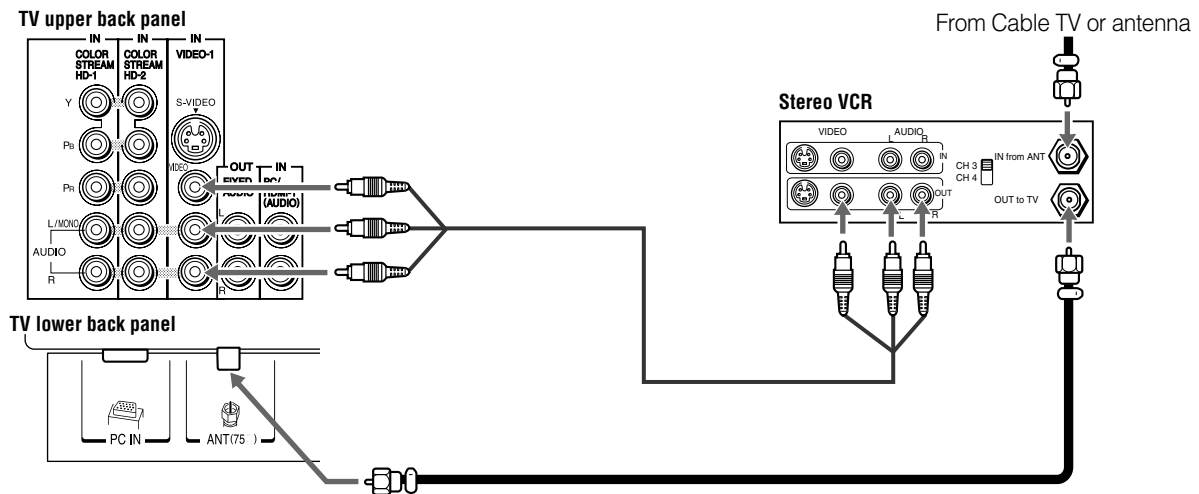 TV upper back panel
IN
IN
IN
COLOR
STREAM
HD-1
COLOR
STREAM
HD-2
VIDEO-1
Y
S-VIDEO
PB
VIDEO
PR
OUT
IN
FIXED
AUDIO
PC/
(AUDIO)
L/MONO
L
AUDIO
R
R
TV lower back panel
PC IN
ANT(75 )
From Cable TV or antenna
Stereo VCR
VIDEO
AUDIO
L
R
IN
IN from ANT
CH 3
CH 4
OUT
OUT to TV
L
R